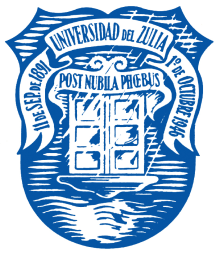 UNIVERSIDAD DEL ZULIA
POST NUBILA PHŒBUS
11 DE SEP. DE 1891
1º DE OCTUBRE 1946